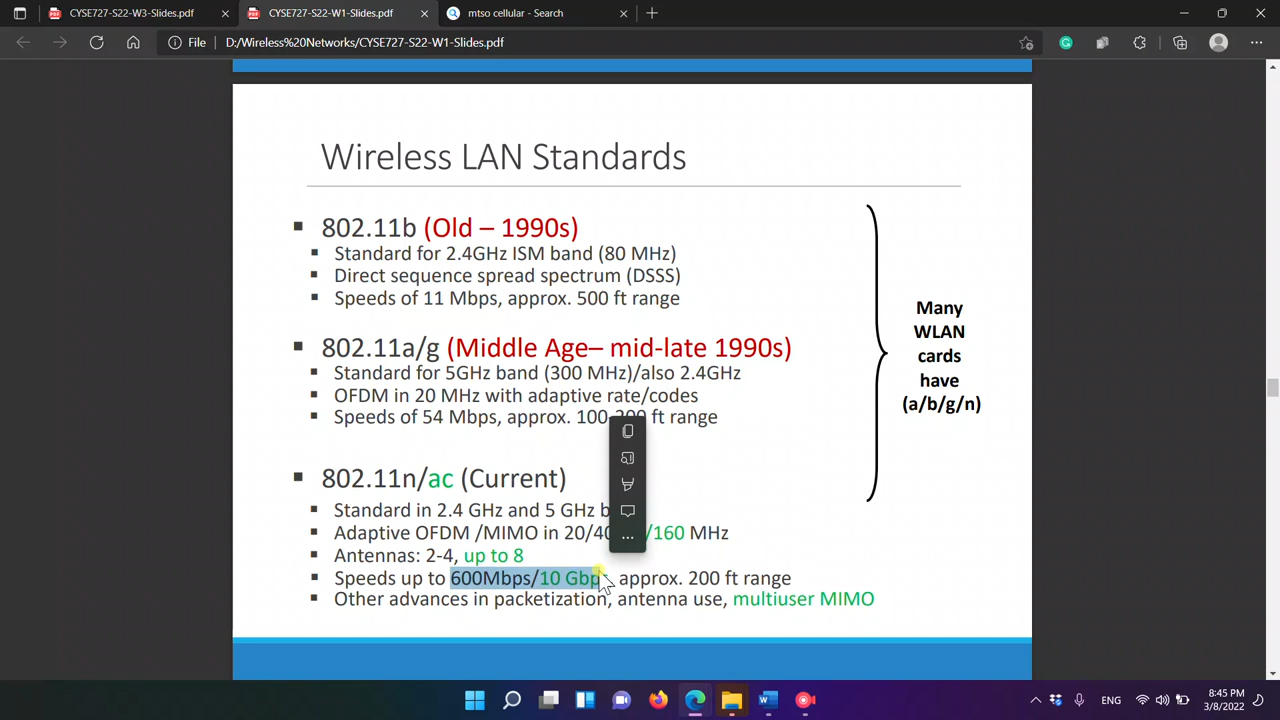 CYSE727-S22-W3-Slides.pdf
CYSE727-S22-W1-Slides.pdf
mtso cellular - Search
File
D:/Wireless%20Networks/CYSE727-S22-W1-Slides.pdf
Wireless LAN Standards
802.11b (Old – 1990s)
Standard for 2.4GHz ISM band (80 MHz)
Direct sequence spread spectrum (DSSS)
Speeds of 11 Mbps, approx. 500 ft range
802.11a/g (Middle Age– mid-late 1990s)
Standard for 5GHz band (300 MHz)/also 2.4GHz
OFDM in 20 MHz with adaptive rate/codes
Speeds of 54 Mbps, approx. 100-200 ft range
802.11n/ac (Current)
Standard in 2.4 GHz and 5 GHz b
Adaptive OFDM /MIMO in 20/40 /160 MHz
Antennas: 2-4, up to 8
Speeds up to 600Mbps/10 Gbp approx. 200 ft range
Other advances in packetization, antenna use, multiuser MIMO
Many
WLAN
cards
have
(a/b/g/n)
ENG
8:45 PM
3/8/2022